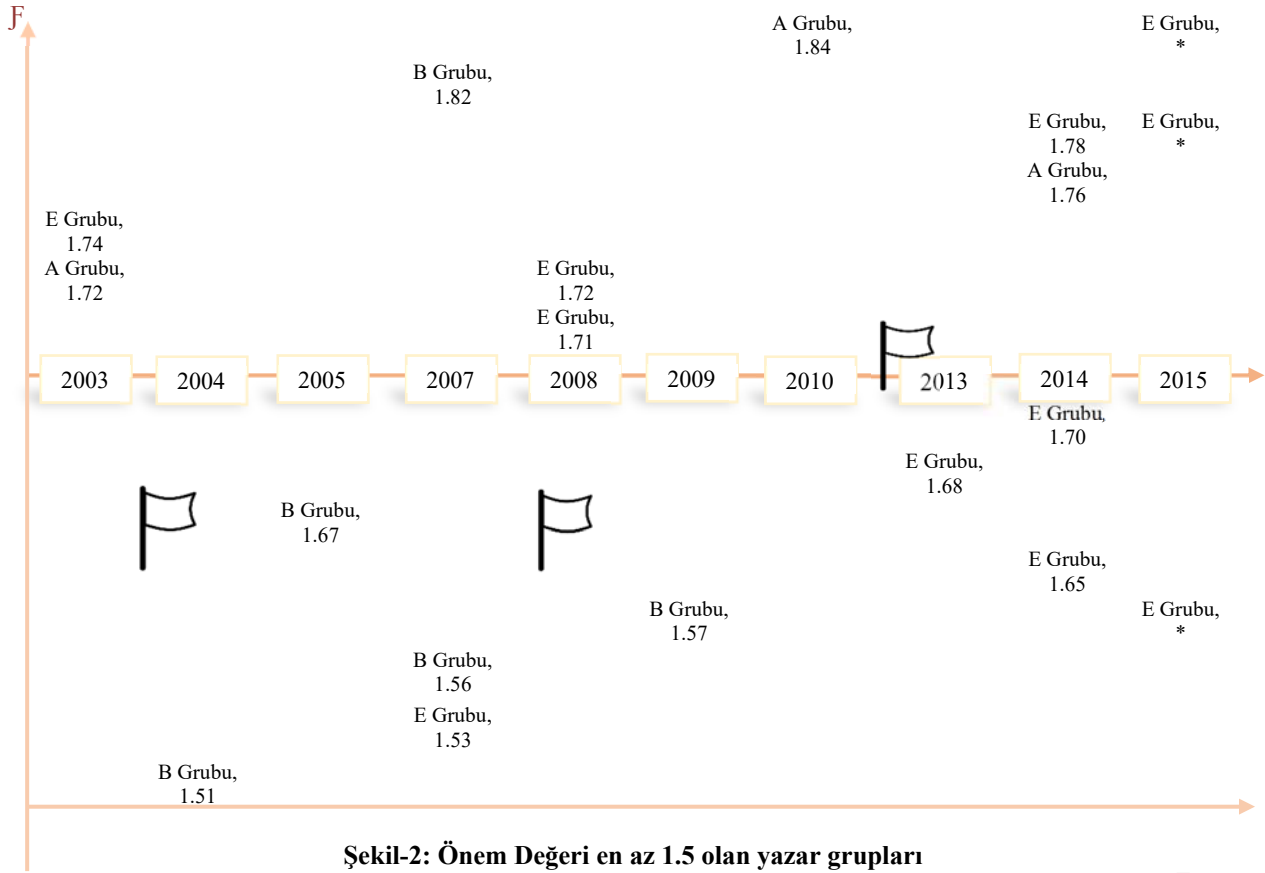 Ƒ
A Grubu,
1.84
E Grubu,
*
B Grubu,
1.82
E Grubu,
1.78
A Grubu,
1.76
E Grubu,
*
E Grubu,
1.74
A Grubu,
1.72
E Grubu,
1.72
E Grubu,
1.71
2003
2004
2005
2007
2008
2009
2010
2013
2014
2015
E Grubu,
1.70
E Grubu,
1.68
B Grubu,
1.67
E Grubu,
1.65
B Grubu,
1.57
E Grubu,
*
B Grubu,
1.56
E Grubu,
1.53
B Grubu,
1.51
Şekil-2: Önem Değeri en az 1.5 olan yazar grupları